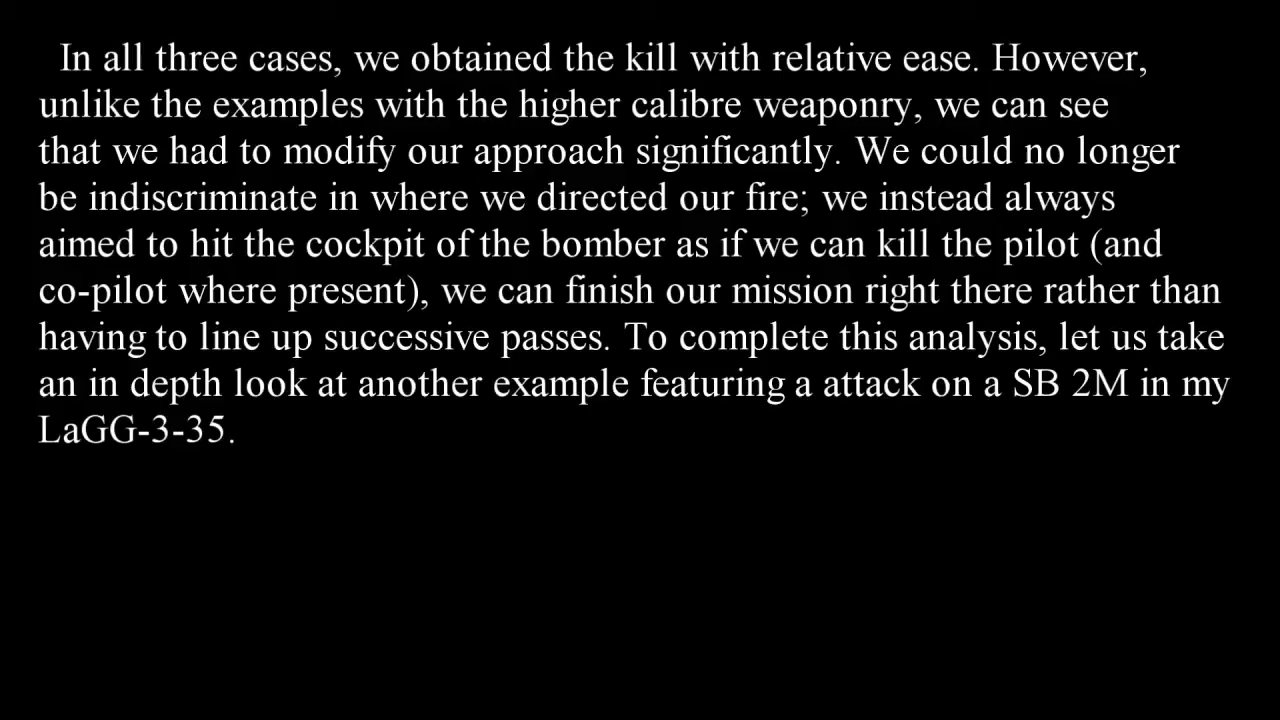 In all three cases, we obtained the kill with relative ease. However,
unlike the examples with the higher calibre weaponry, we can see
that we had to modify our approach significantly. We could no longer
be indiscriminate in where we directed our fire; we instead always
aimed to hit the cockpit of the bomber as if we can kill the pilot (and
co-pilot where present), we can finish our mission right there rather than
having to line up successive passes. To complete this analysis, let us take
an in depth look at another example featuring a attack on a SB 2M in my
LaGG-3-35.